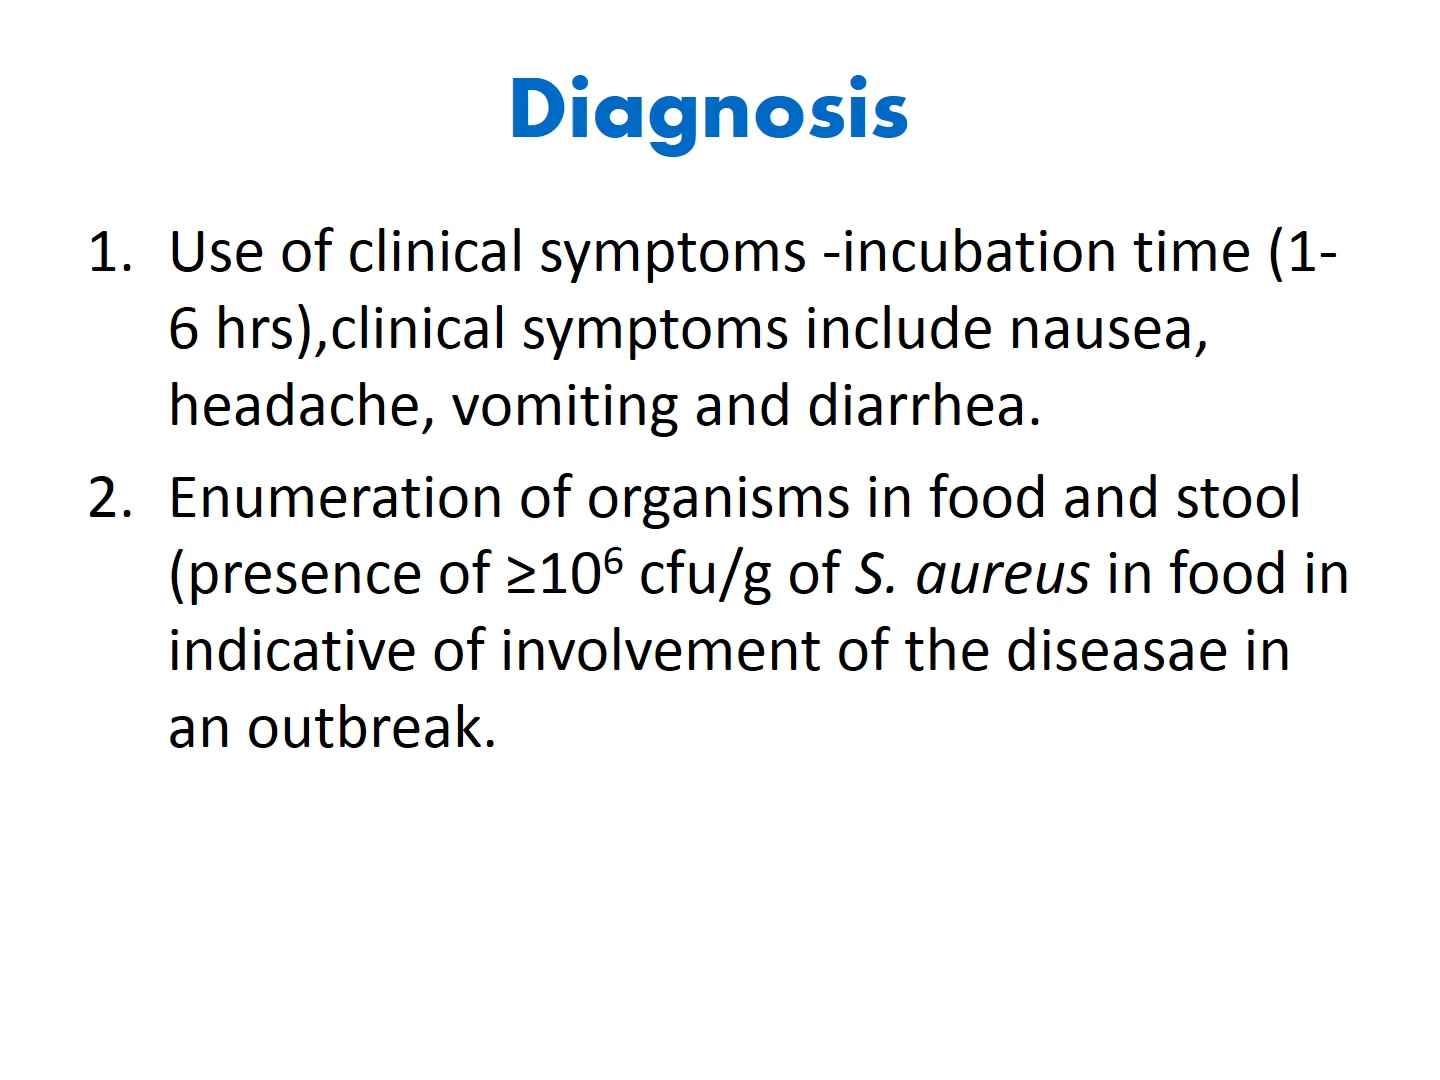 Diagnosis
1. Use of clinical symptoms -incubation time (1-
6 hrs),clinical symptoms include nausea,
headache, vomiting and diarrhea.
2. Enumeration of organisms in food and stool
(presence of ≥10⁶ cfu/g of S. aureus in food in
indicative of involvement of the diseasae in
an outbreak.